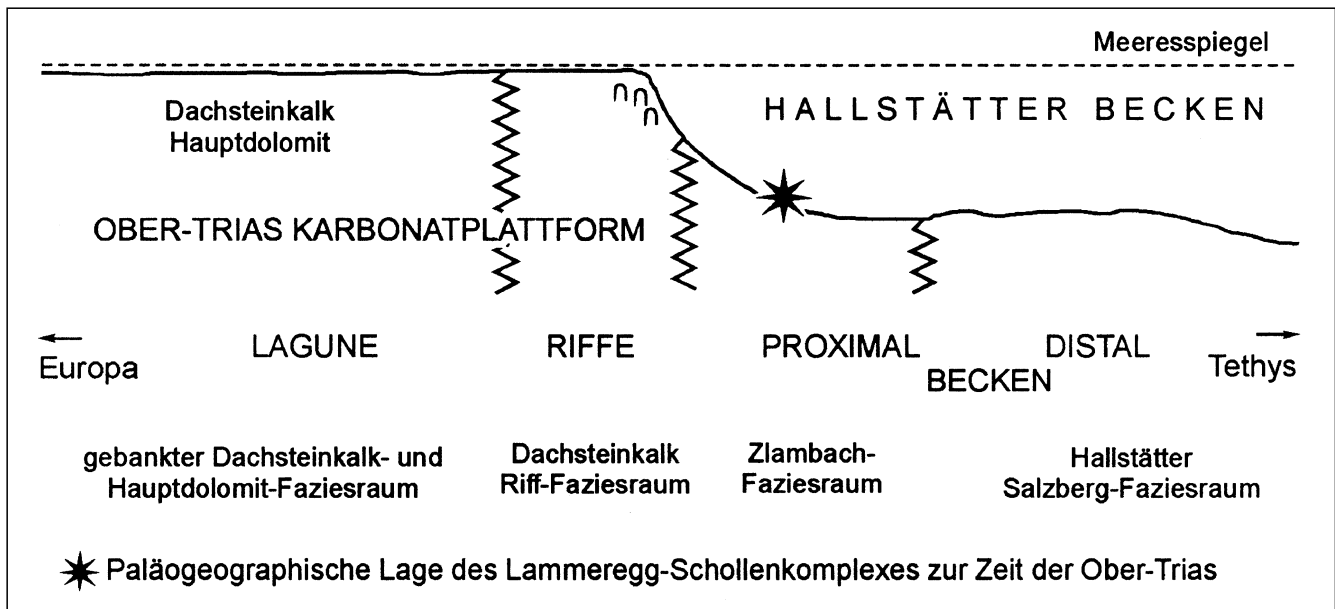 Meeresspiegel
Dachsteinkalk
Hauptdolomit
HALLSTÄTTER BECKEN
OBER-TRIAS KARBONATPLATTFORM
Europa
LAGUNE
RIFFE
PROXIMAL
DISTAL
BECKEN
Tethys
gebankter Dachsteinkalk- und
Hauptdolomit-Faziesraum
Dachsteinkalk
Riff-Faziesraum
Zlambach-
Faziesraum
Hallstätter
Salzberg-Faziesraum
Paläogeographische Lage des Lammeregg-Schollenkomplexes zur Zeit der Ober-Trias